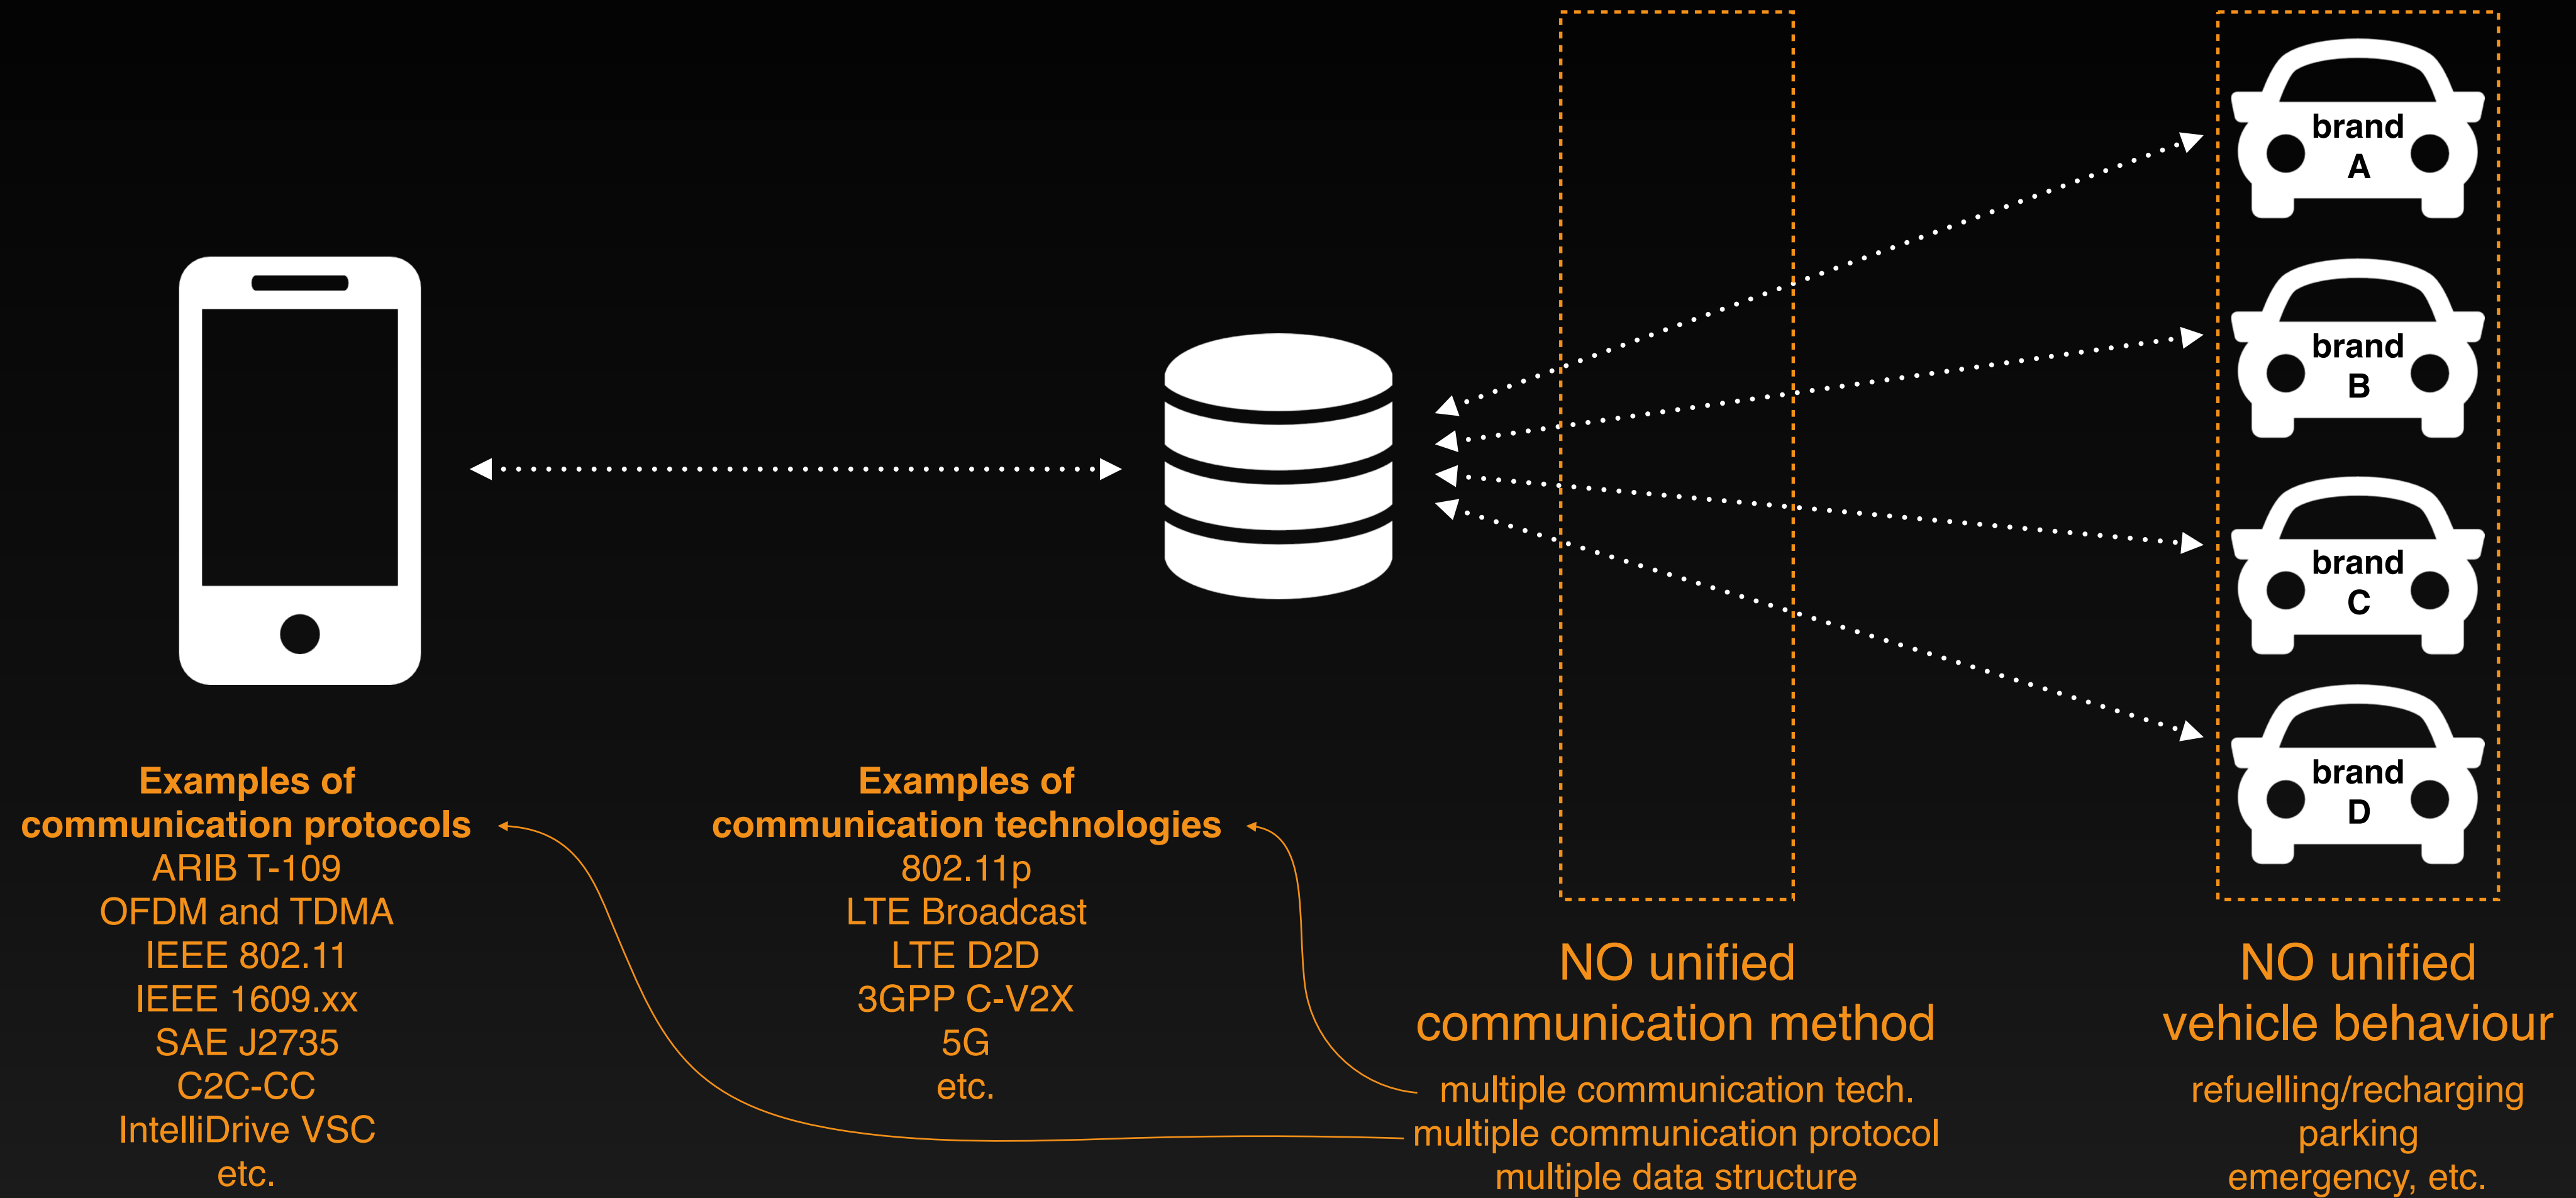 brand
A
brand
B
brand
C
brand
D
Examples of
communication protocols
ARIB T-109
OFDM and TDMA
IEEE 802.11
IEEE 1609.xx
SAE J2735
C2C-CC
IntelliDrive VSC
etc.
Examples of
communication technologies
802.11p
LTE Broadcast
LTE D2D
3GPP C-V2X
5G
etc.
NO unified
communication method
multiple communication tech.
multiple communication protocol
multiple data structure
NO unified
vehicle behaviour
refuelling/recharging
parking
emergency, etc.